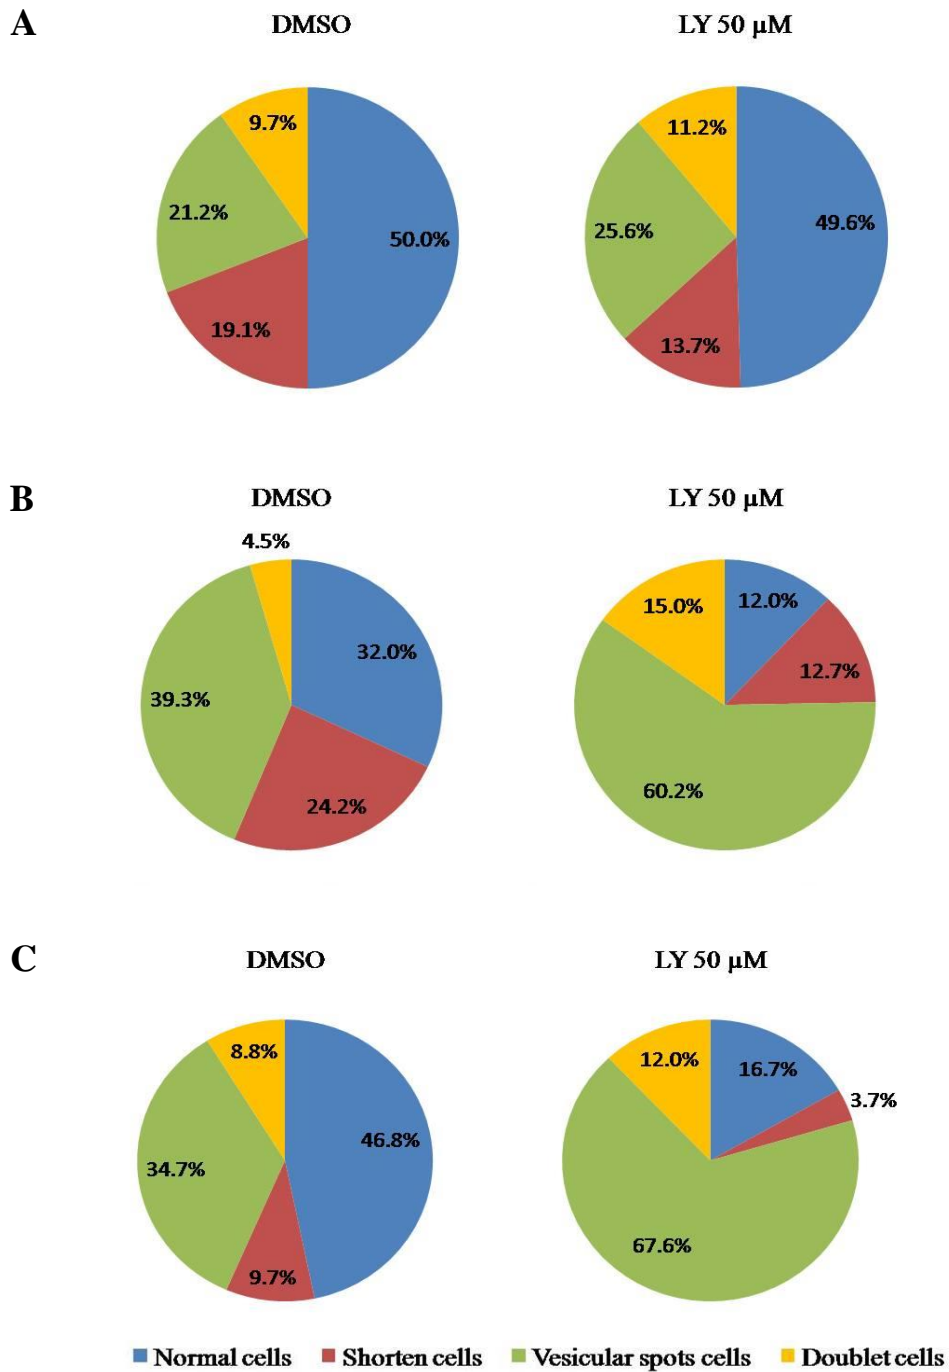 A
DMSO LY 50 µM
9.7% 11.2%
21.2% 50.0% 25.6% 49.6%
19.1% 13.7%
B
DMSO LY 50 µM
4.5%
15.0% 12.0%
32.0% 12.7%
39.3%
24.2% 60.2%
C
DMSO LY 50 µM
8.8% 12.0% 16.7%
3.7%
46.8%
34.7%
67.6%
9.7%
Normal cells Shorten cells Vesicular spots cells Doublet cells